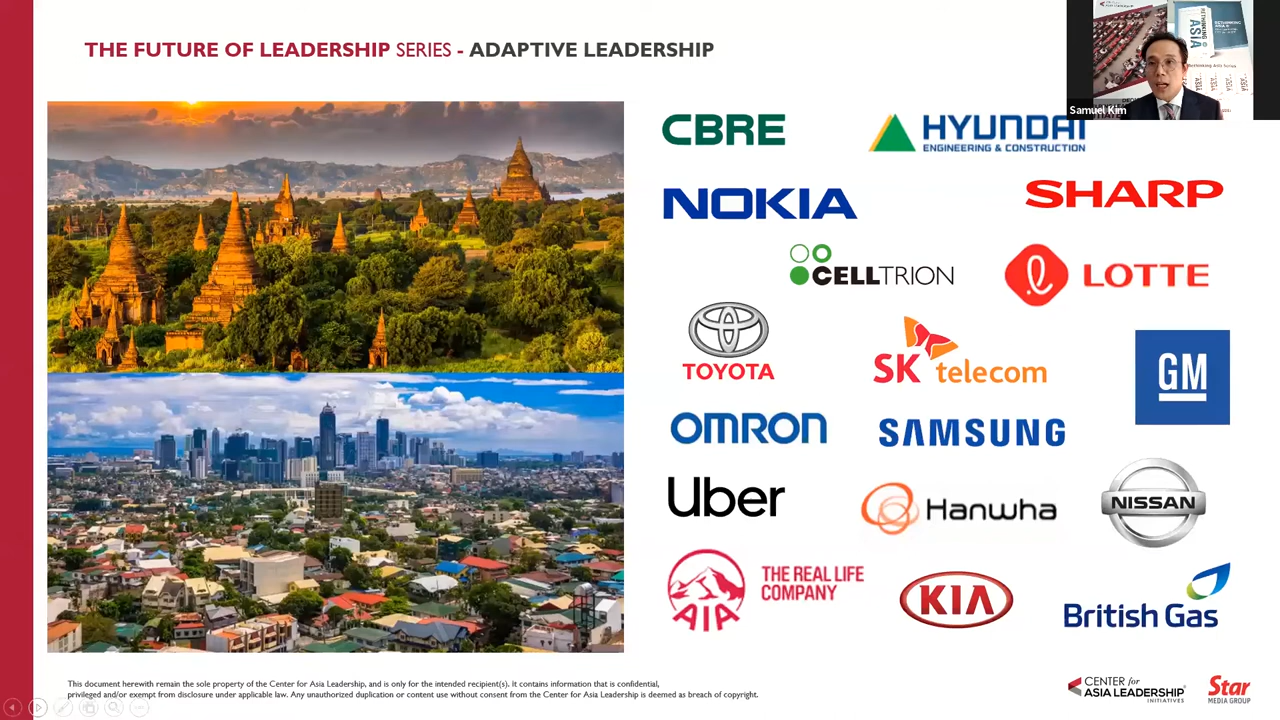 THE FUTURE OF LEADERSHIP SERIES - ADAPTIVE LEADERSHIP
RETHINKING
ASIA
Samuel Kim
CBRE
HYUNDAI
ENGINEERING & CONSTRUCTION
NOKIA
SHARP
CELLTRION
LOTTE
TOYOTA
SK telecom
GM
OMRON
SAMSUNG
Uber
Hanwha
NISSAN
AIA
THE REAL LIFE
COMPANY
KIA
British Gas
This document herewith remain the sole property of the Center for Asia Leadership, and is only for the intended recipient(s). It contains information that is confidential,
privileged and/or exempt from disclosure under applicable law. Any unauthorized duplication or content use without consent from the Center for Asia Leadership is deemed as breach of copyright.
CENTER for
ASIA LEADERSHIP
INITIATIVES
Star
MEDIA GROUP